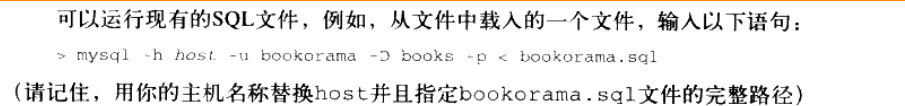 可以运行现有的SQL文件，例如，从文件中载入的一个文件，输入以下语句：
> mysql -h host -u bookorama -D books -p < bookorama.sql
（请记住，用你的主机名称替换host并且指定bookorama.sql文件的完整路径）